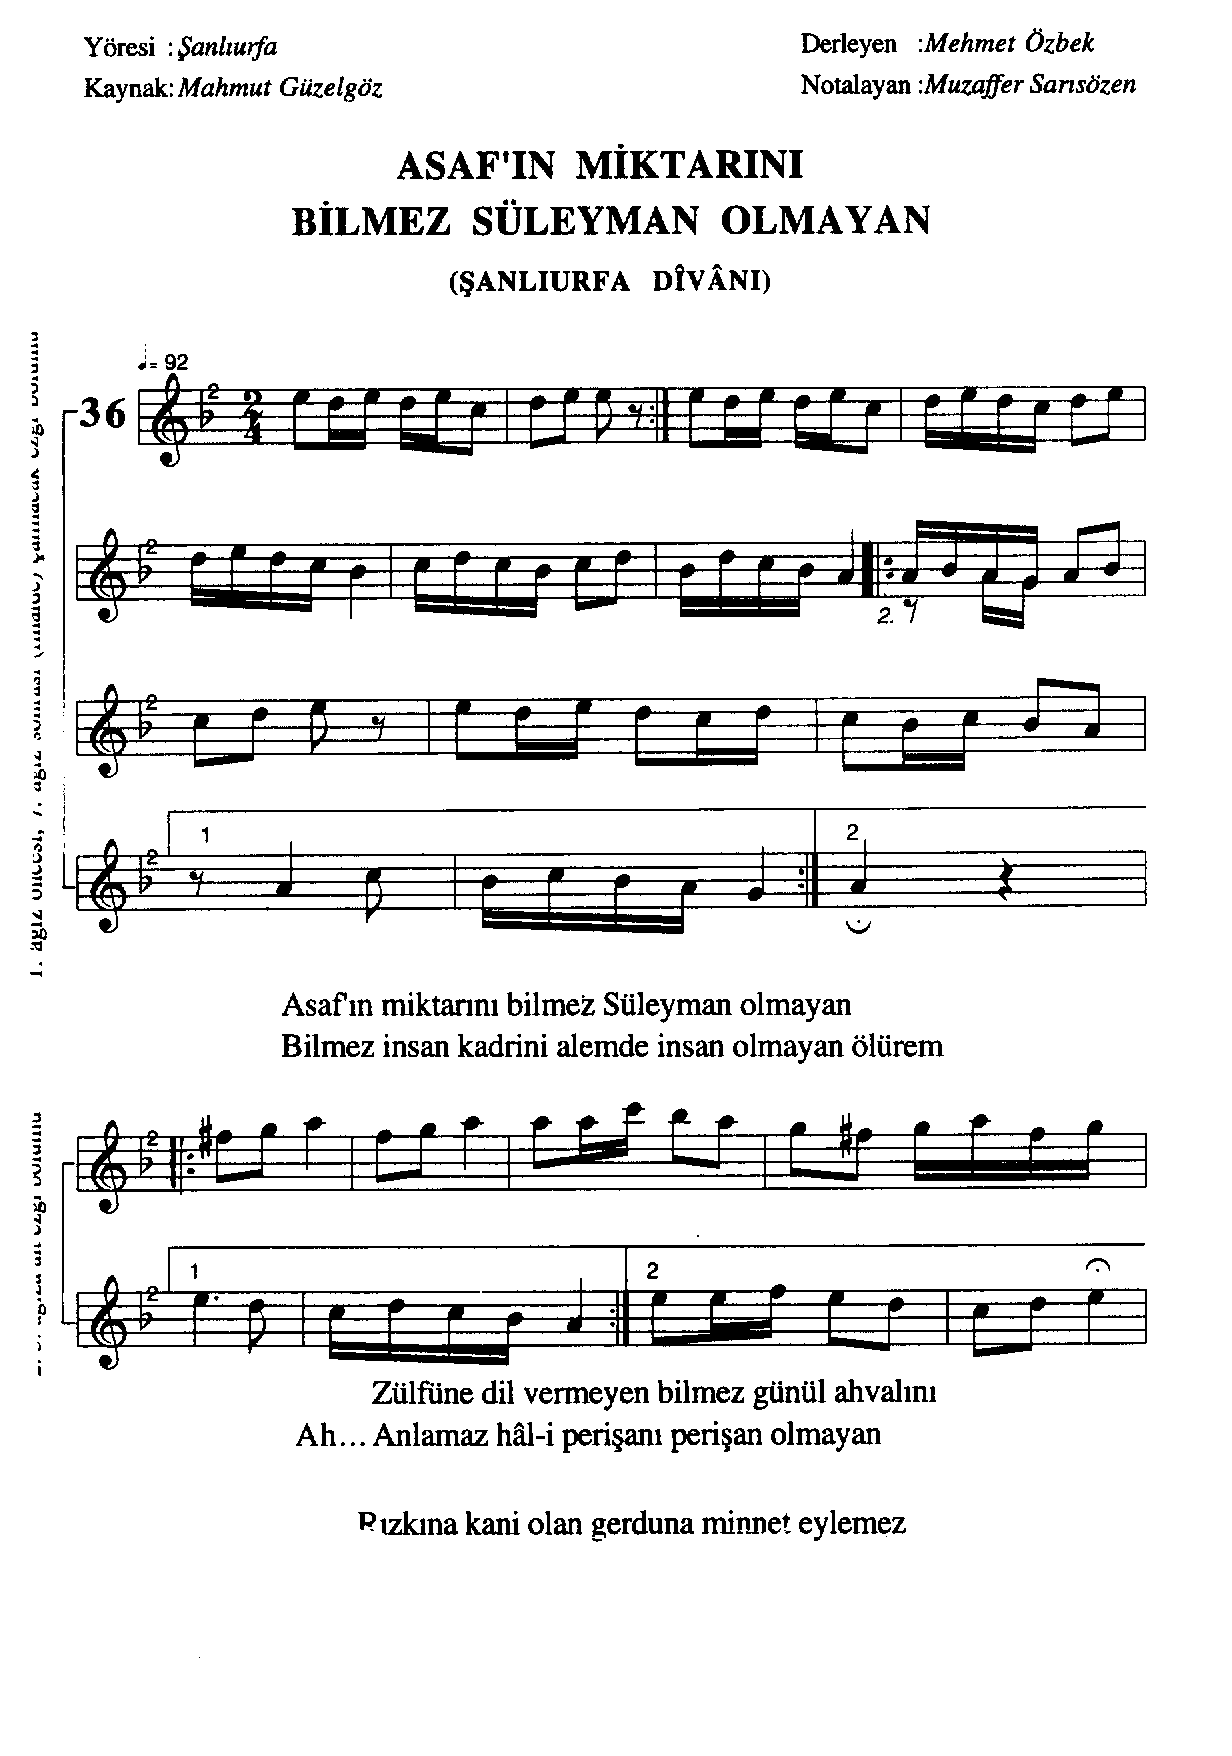 Yöresi : Şanlıurfa
Derleyen : Mehmet Özbek
Kaynak: Mahmut Güzelgöz
Notalayan : Muzaffer Sarısözen
ASAF'IN MİKTARINI
BİLMEZ SÜLEYMAN OLMAYAN
(ŞANLIURFA DÎVÂNI)
♩= 92
36
2
2
4
2
2.
2
2
1
2
Asaf'ın miktarını bilmez Süleyman olmayan
Bilmez insan kadrini alemde insan olmayan ölürem
2
2
1
2
Zülfüne dil vermeyen bilmez günül ahvalını
Ah... Anlamaz hâl-i perişanı perişan olmayan
Rızkına kani olan gerduna minnet eylemez